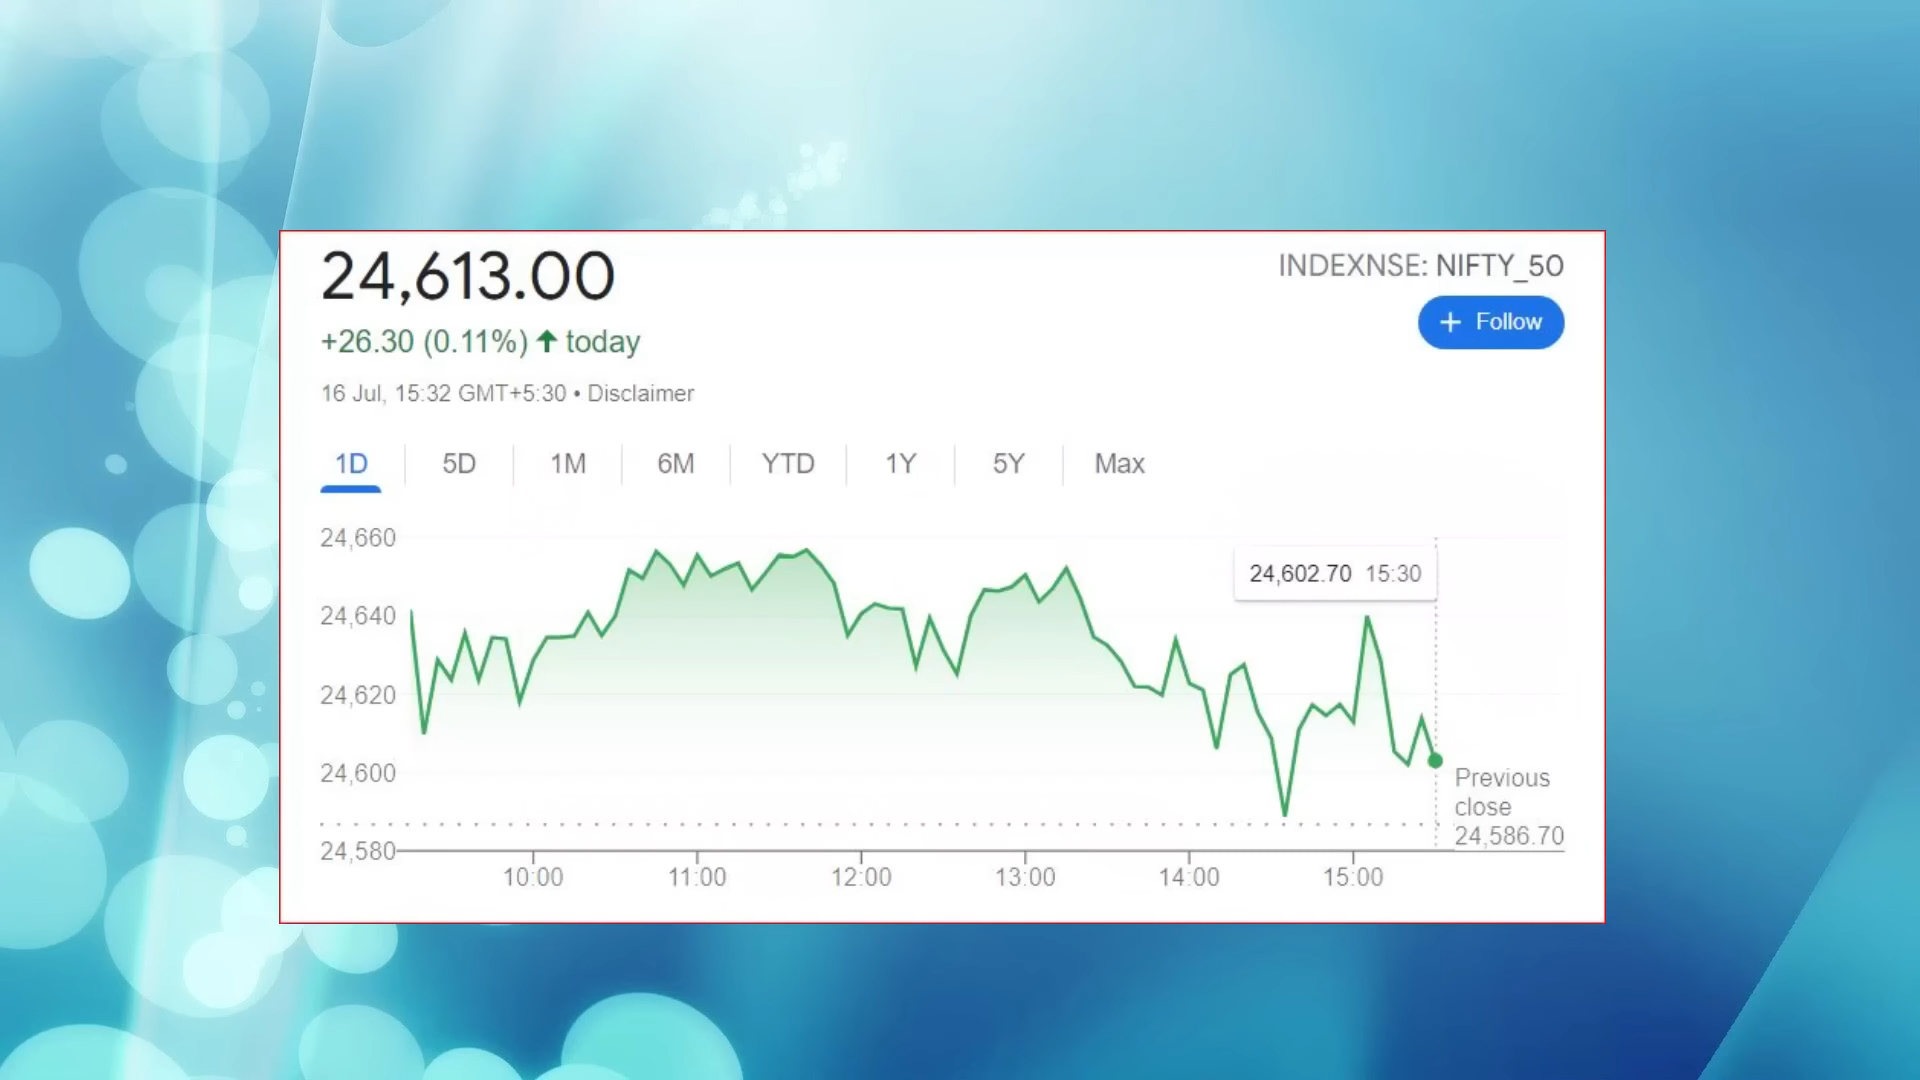 24,613.00
INDEXNSE: NIFTY_50
+ Follow
+26.30 (0.11%) ↑ today
16 Jul, 15:32 GMT+5:30 • Disclaimer
1D 5D 1M 6M YTD 1Y 5Y Max
24,660
24,602.70 15:30
24,640
24,620
24,600
Previous
close
24,586.70
24,580
10:00 11:00 12:00 13:00 14:00 15:00